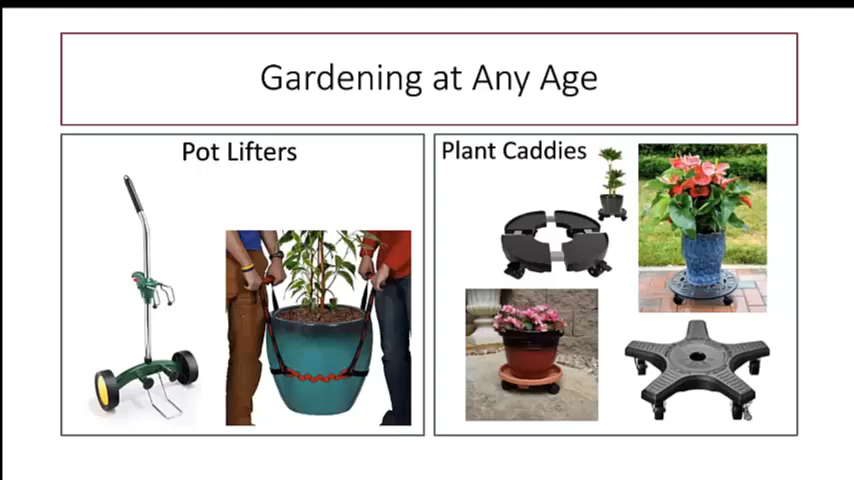 Gardening at Any Age
Pot Lifters
Plant Caddies